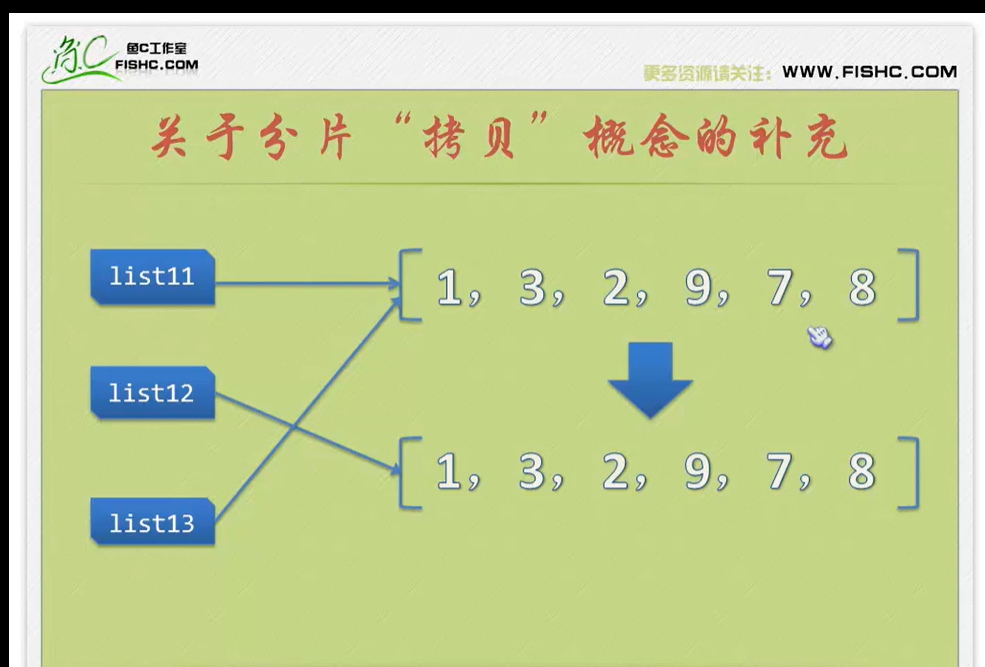 鱼C
鱼C工作室
FISHC.COM
更多资源请关注：WWW.FISHC.COM
关于分片“拷贝”概念的补充
list11
1, 3, 2, 9, 7, 8
list12
1, 3, 2, 9, 7, 8
list13